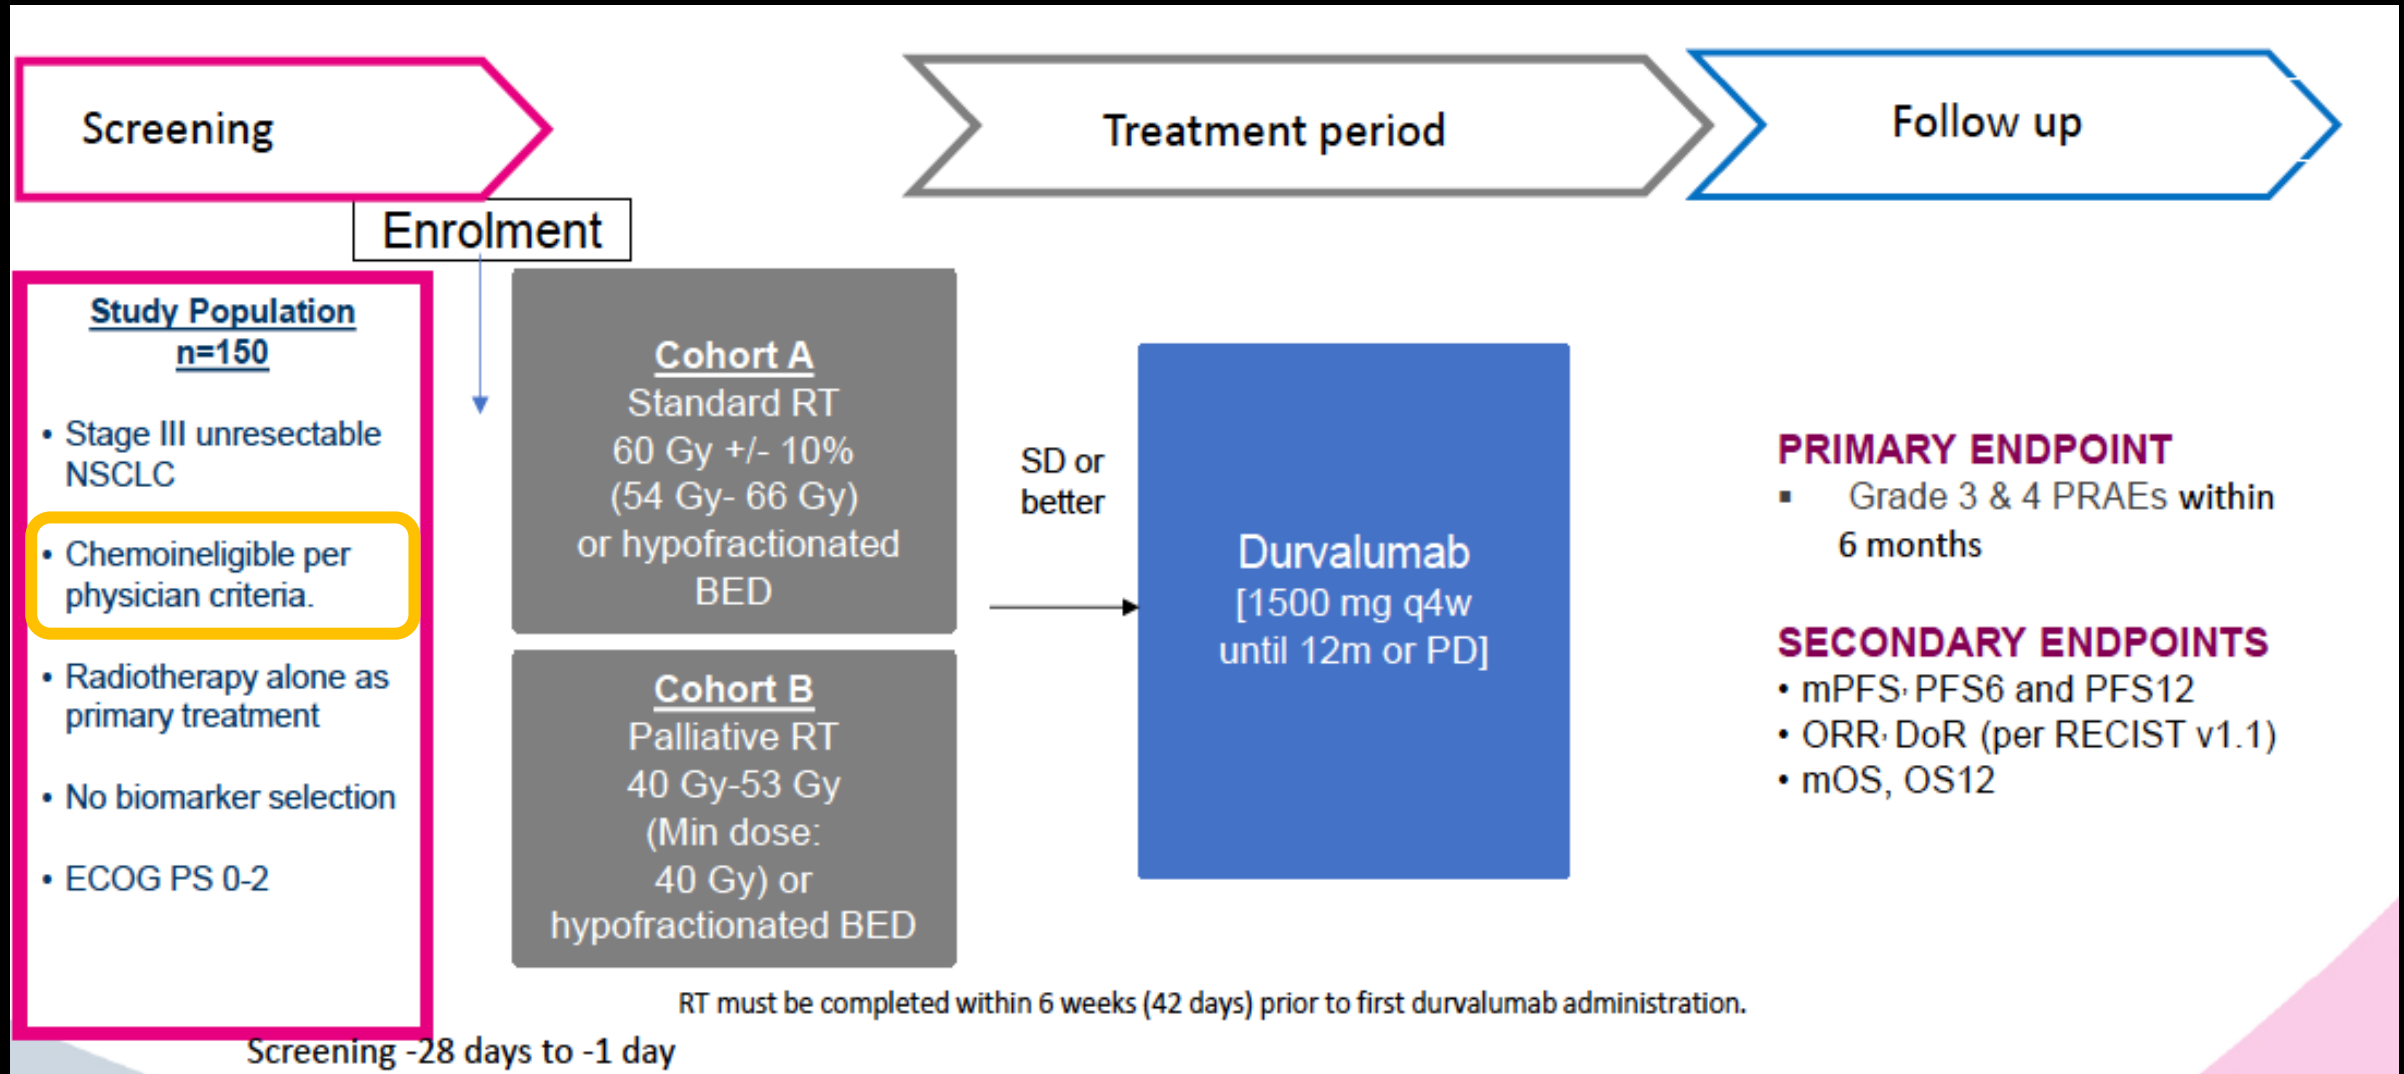 Screening
Treatment period
Follow up
Enrolment
Study Population
n=150
• Stage III unresectable
NSCLC
• Chemoineligible per
physician criteria.
• Radiotherapy alone as
primary treatment
• No biomarker selection
• ECOG PS 0-2
Cohort A
Standard RT
60 Gy +/- 10%
(54 Gy- 66 Gy)
or hypofractionated
BED
Cohort B
Palliative RT
40 Gy-53 Gy
(Min dose:
40 Gy) or
hypofractionated BED
SD or
better
Durvalumab
[1500 mg q4w
until 12m or PD]
PRIMARY ENDPOINT
▪ Grade 3 & 4 PRAEs within
6 months
SECONDARY ENDPOINTS
• mPFS, PFS6 and PFS12
• ORR, DoR (per RECIST v1.1)
• mOS, OS12
RT must be completed within 6 weeks (42 days) prior to first durvalumab administration.
Screening -28 days to -1 day